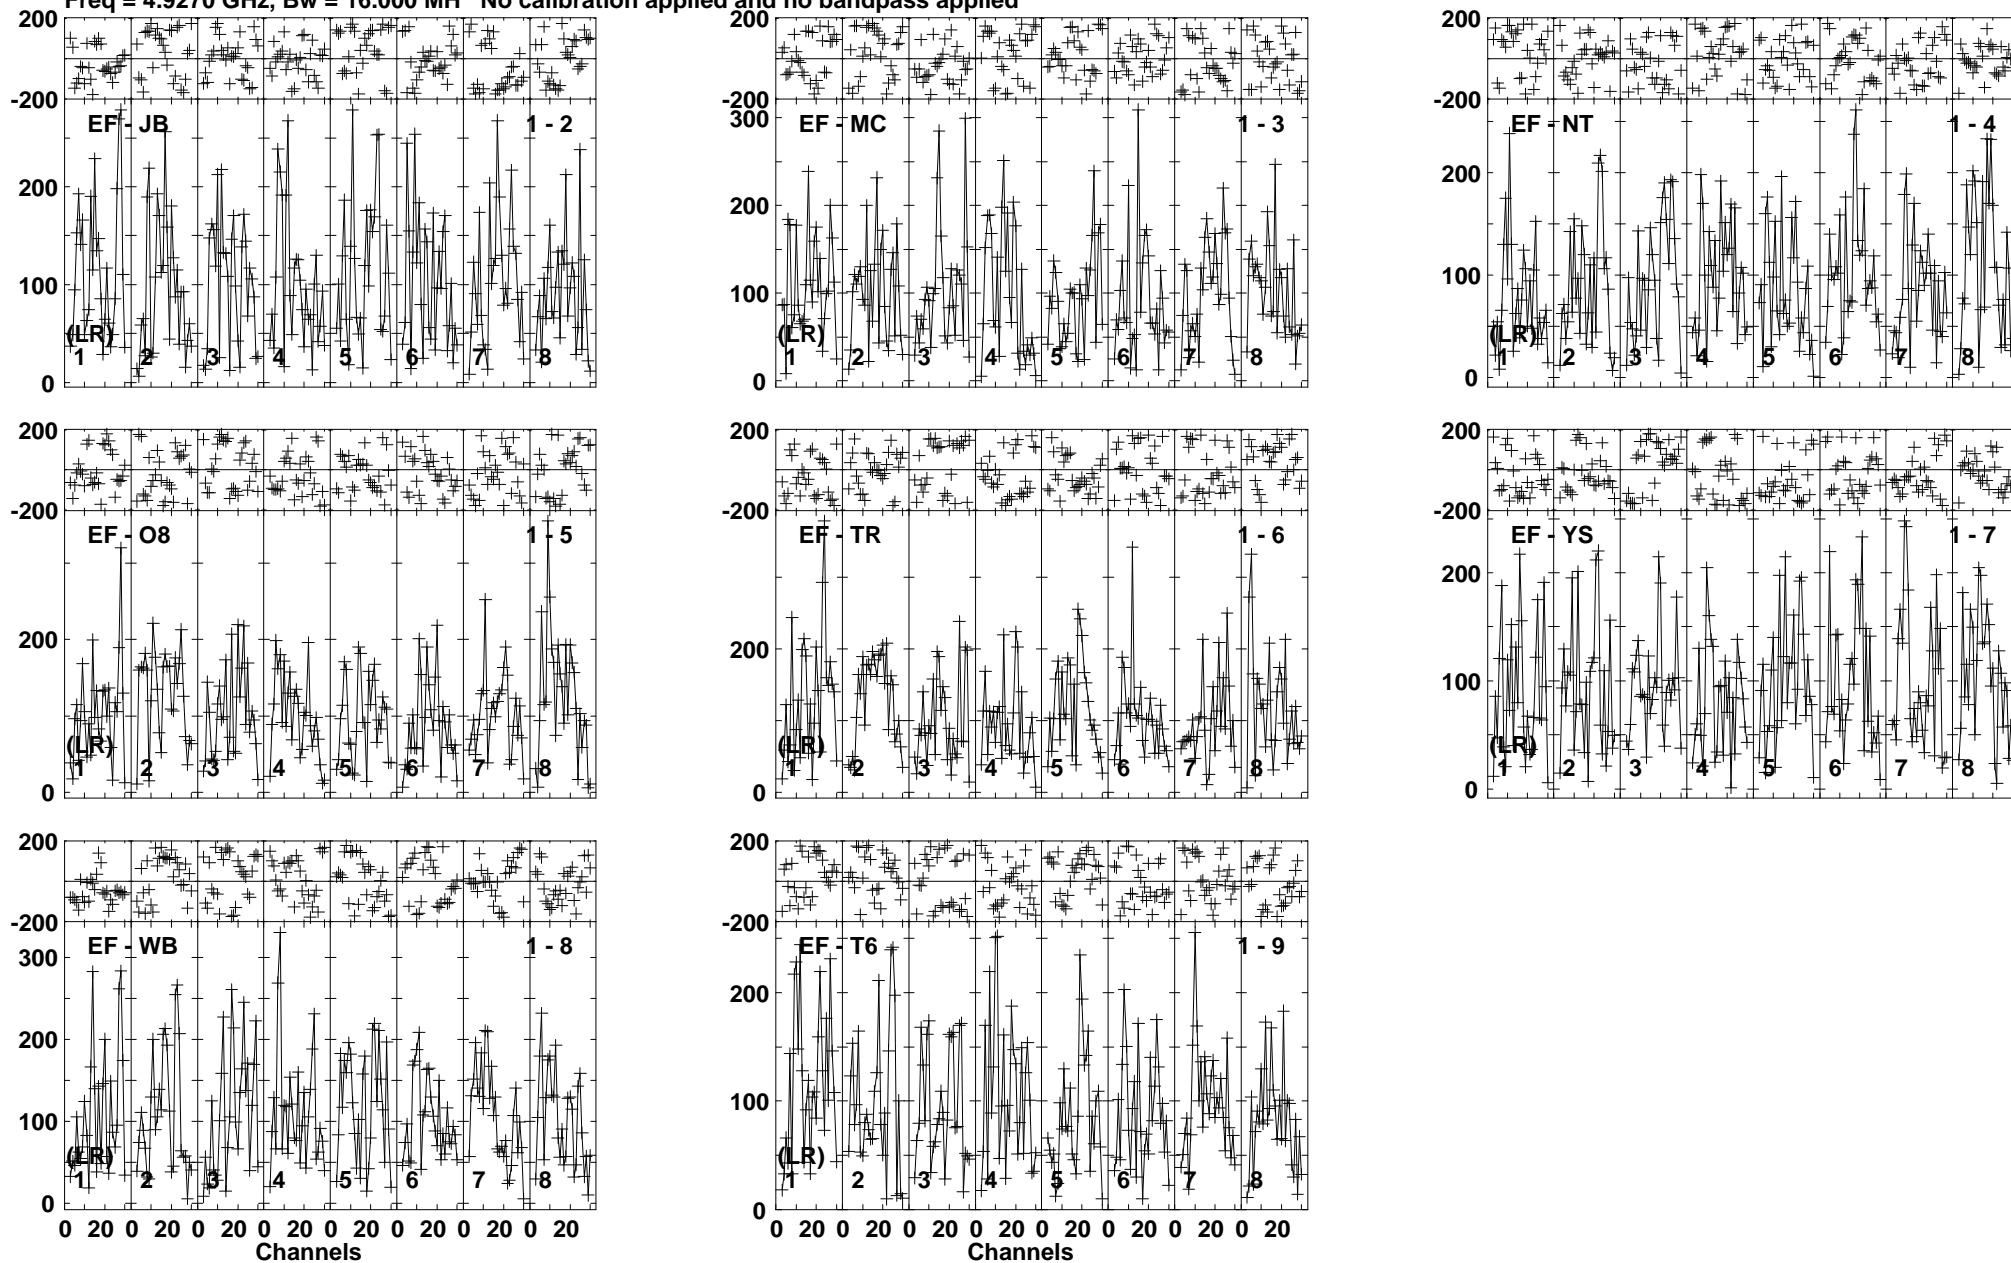 Freq = 4.9270 GHz, Bw = 16.000 MH No calibration applied and no bandpass applied
200
-200
EF - JB
1 - 2
200
100
0
(LR)
1 2 3 4 5 6 7 8
200
-200
EF - MC
1 - 3
300
200
100
0
(LR)
1 2 3 4 5 6 7 8
200
-200
EF - NT
1 - 4
200
100
0
(LR)
1 2 3 4 5 6 7 8
200
-200
EF - O8
1 - 5
200
0
(LR)
1 2 3 4 5 6 7 8
200
-200
EF - TR
1 - 6
200
0
(LR)
1 2 3 4 5 6 7 8
200
-200
EF - YS
1 - 7
200
100
0
(LR)
1 2 3 4 5 6 7 8
200
-200
EF - WB
1 - 8
300
200
100
0
(LR)
1 2 3 4 5 6 7 8
0 20 0 20 0 20 0 20 0 20 0 20 0 20 0 20
Channels
200
-200
EF - T6
1 - 9
200
100
0
(LR)
1 2 3 4 5 6 7 8
0 20 0 20 0 20 0 20 0 20 0 20 0 20 0 20
Channels